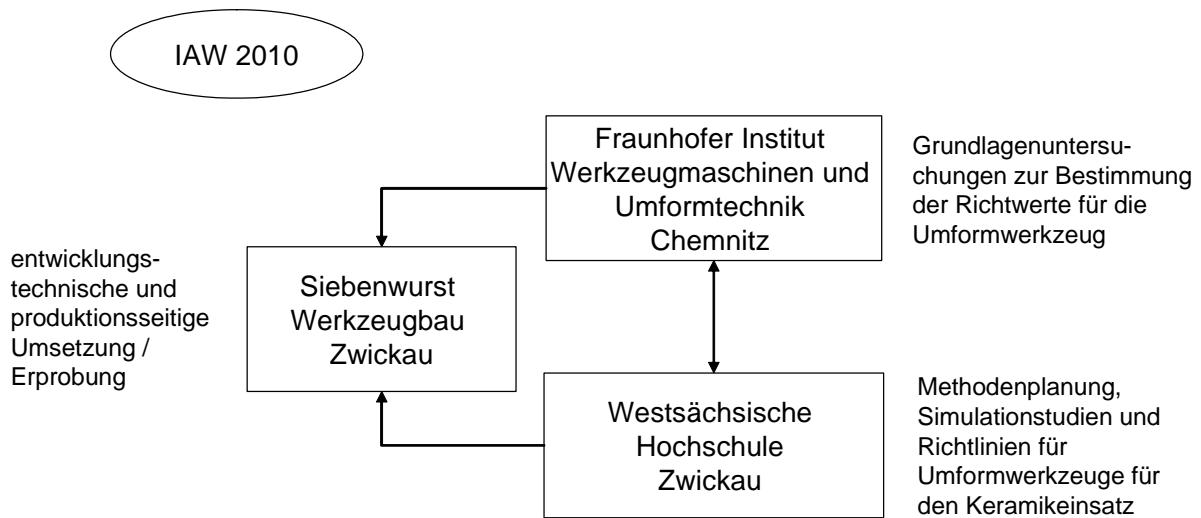 IAW 2010
Fraunhofer Institut
Werkzeugmaschinen und
Umformtechnik
Chemnitz
Grundlagenuntersu-
chungen zur Bestimmung
der Richtwerte für die
Umformwerkzeug
entwicklungs-
technische und
produktionsseitige
Umsetzung /
Erprobung
Siebenwurst
Werkzeugbau
Zwickau
Westsächsische
Hochschule
Zwickau
Methodenplanung,
Simulationstudien und
Richtlinien für
Umformwerkzeuge für
den Keramikeinsatz